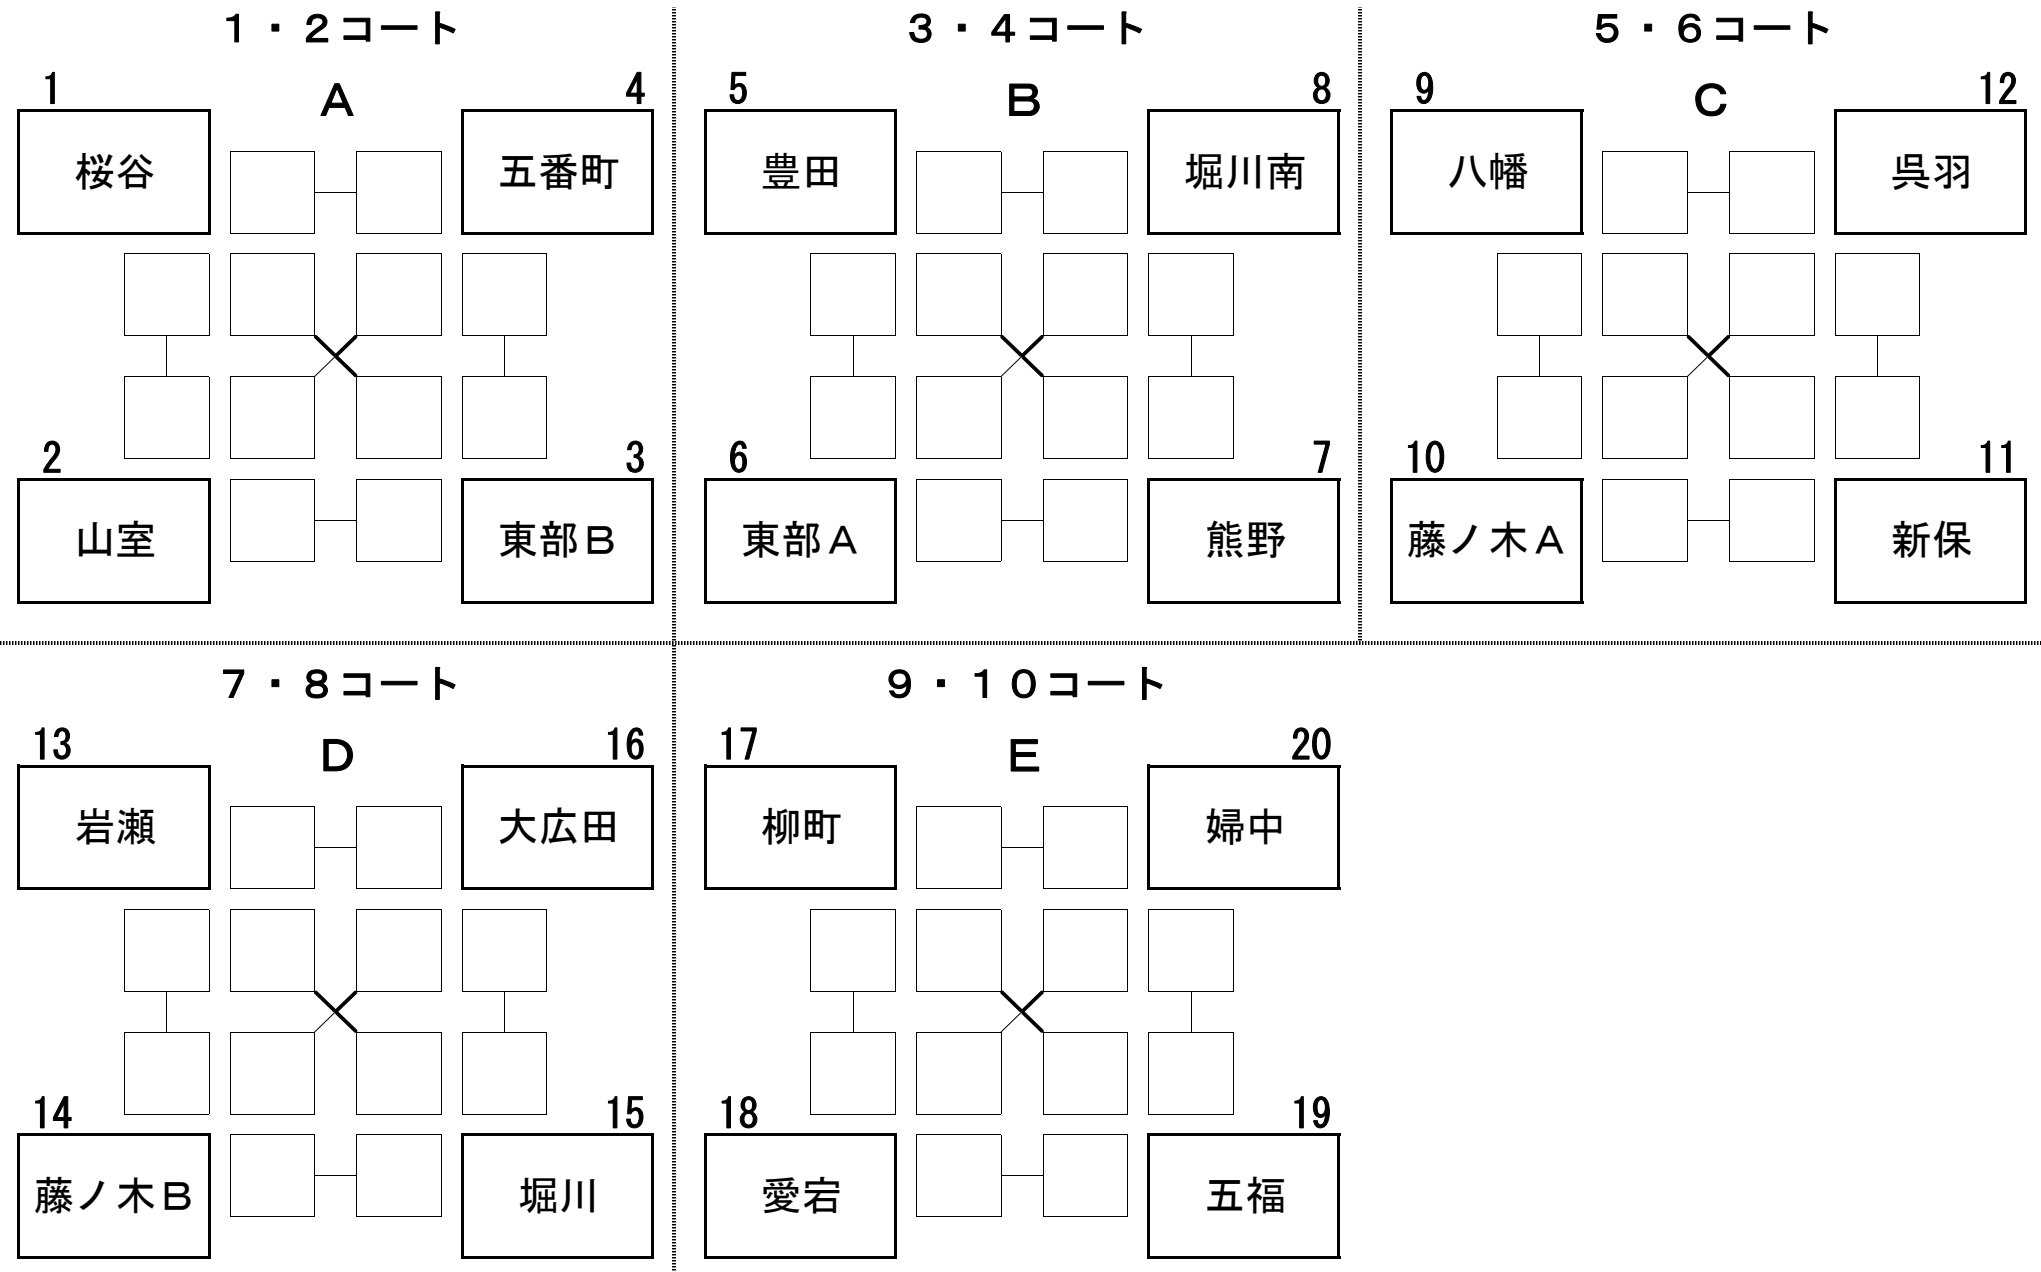 １・２コート
A
1
4
桜谷
五番町
2
3
山室
東部Ｂ
３・４コート
B
5
8
豊田
堀川南
6
7
東部Ａ
熊野
５・６コート
C
9
12
八幡
呉羽
10
11
藤ノ木Ａ
新保
７・８コート
D
13
16
岩瀬
大広田
14
15
藤ノ木Ｂ
堀川
９・１０コート
E
17
20
柳町
婦中
18
19
愛宕
五福